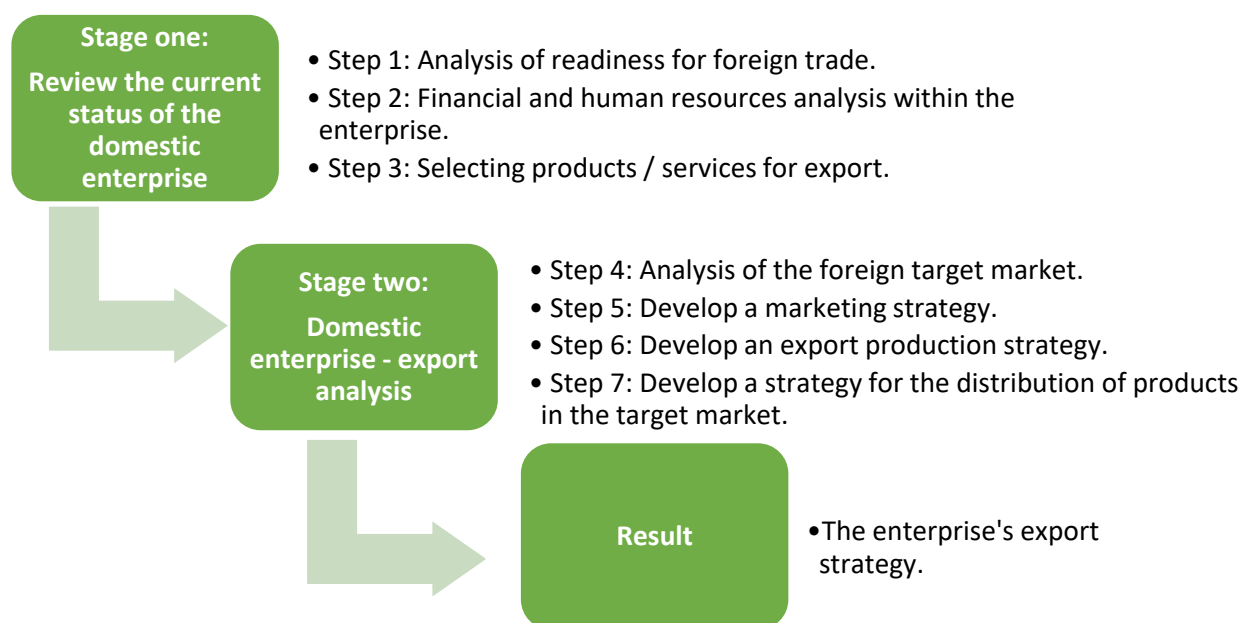 Stage one:
Review the current
status of the
domestic
enterprise
• Step 1: Analysis of readiness for foreign trade.
• Step 2: Financial and human resources analysis within the
enterprise.
• Step 3: Selecting products / services for export.
Stage two:
Domestic
enterprise - export
analysis
• Step 4: Analysis of the foreign target market.
• Step 5: Develop a marketing strategy.
• Step 6: Develop an export production strategy.
• Step 7: Develop a strategy for the distribution of products
in the target market.
Result
•The enterprise's export
strategy.